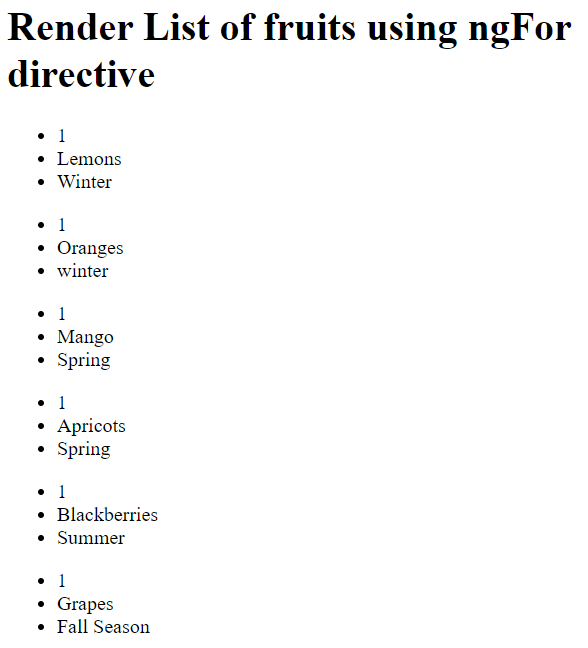 Render List of fruits using ngFor
directive
1
Lemons
Winter
1
Oranges
winter
1
Mango
Spring
1
Apricots
Spring
1
Blackberries
Summer
1
Grapes
Fall Season